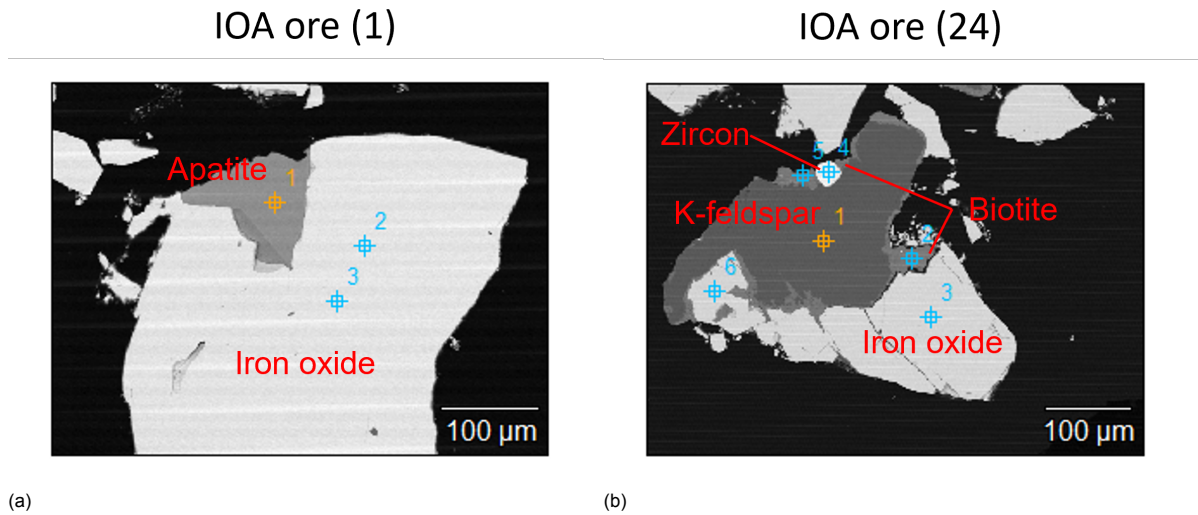 IOA ore (1)
IOA ore (24)
Apatite
1
2
3
Iron oxide
100 µm
Zircon
5
4
K-feldspar
1
Biotite
2
6
3
Iron oxide
100 µm
(a)
(b)